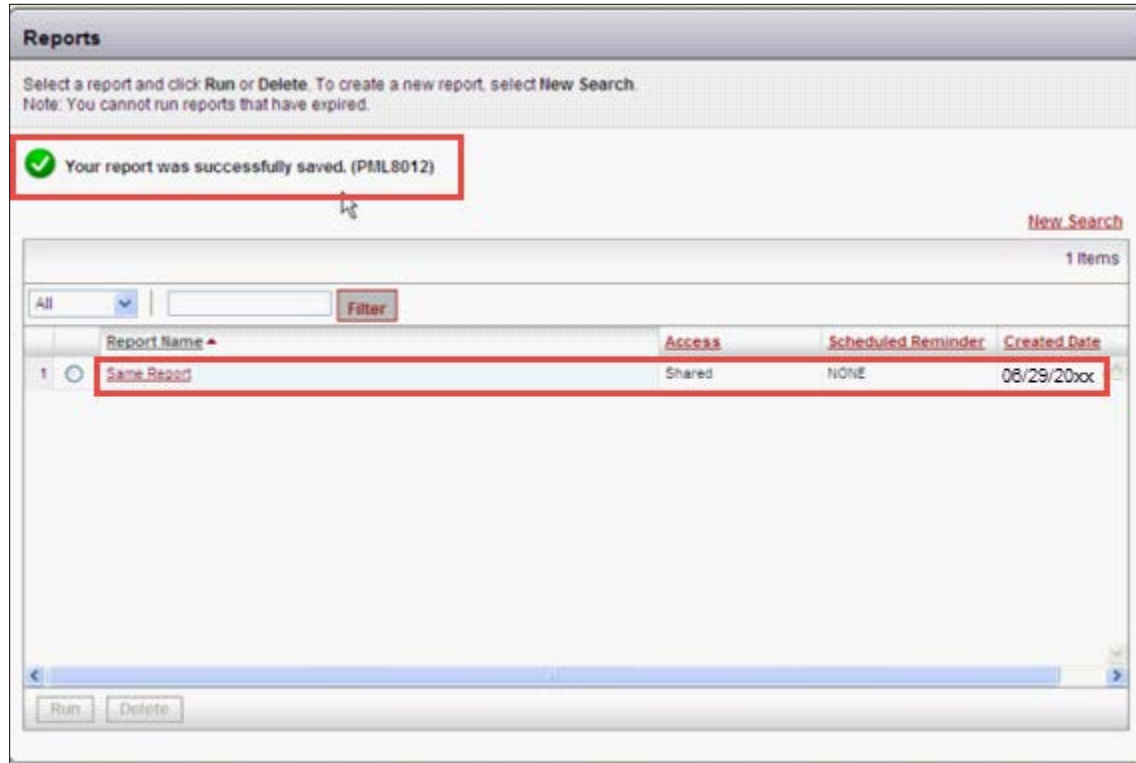 Reports
Select a report and click Run or Delete. To create a new report, select New Search.
Note: You cannot run reports that have expired.
Your report was successfully saved. (PML8012)
New Search
1 Items
All Filter
Report Name Access Scheduled Reminder Created Date
1 Same Report Shared NONE 06/29/20xx
Run Delete